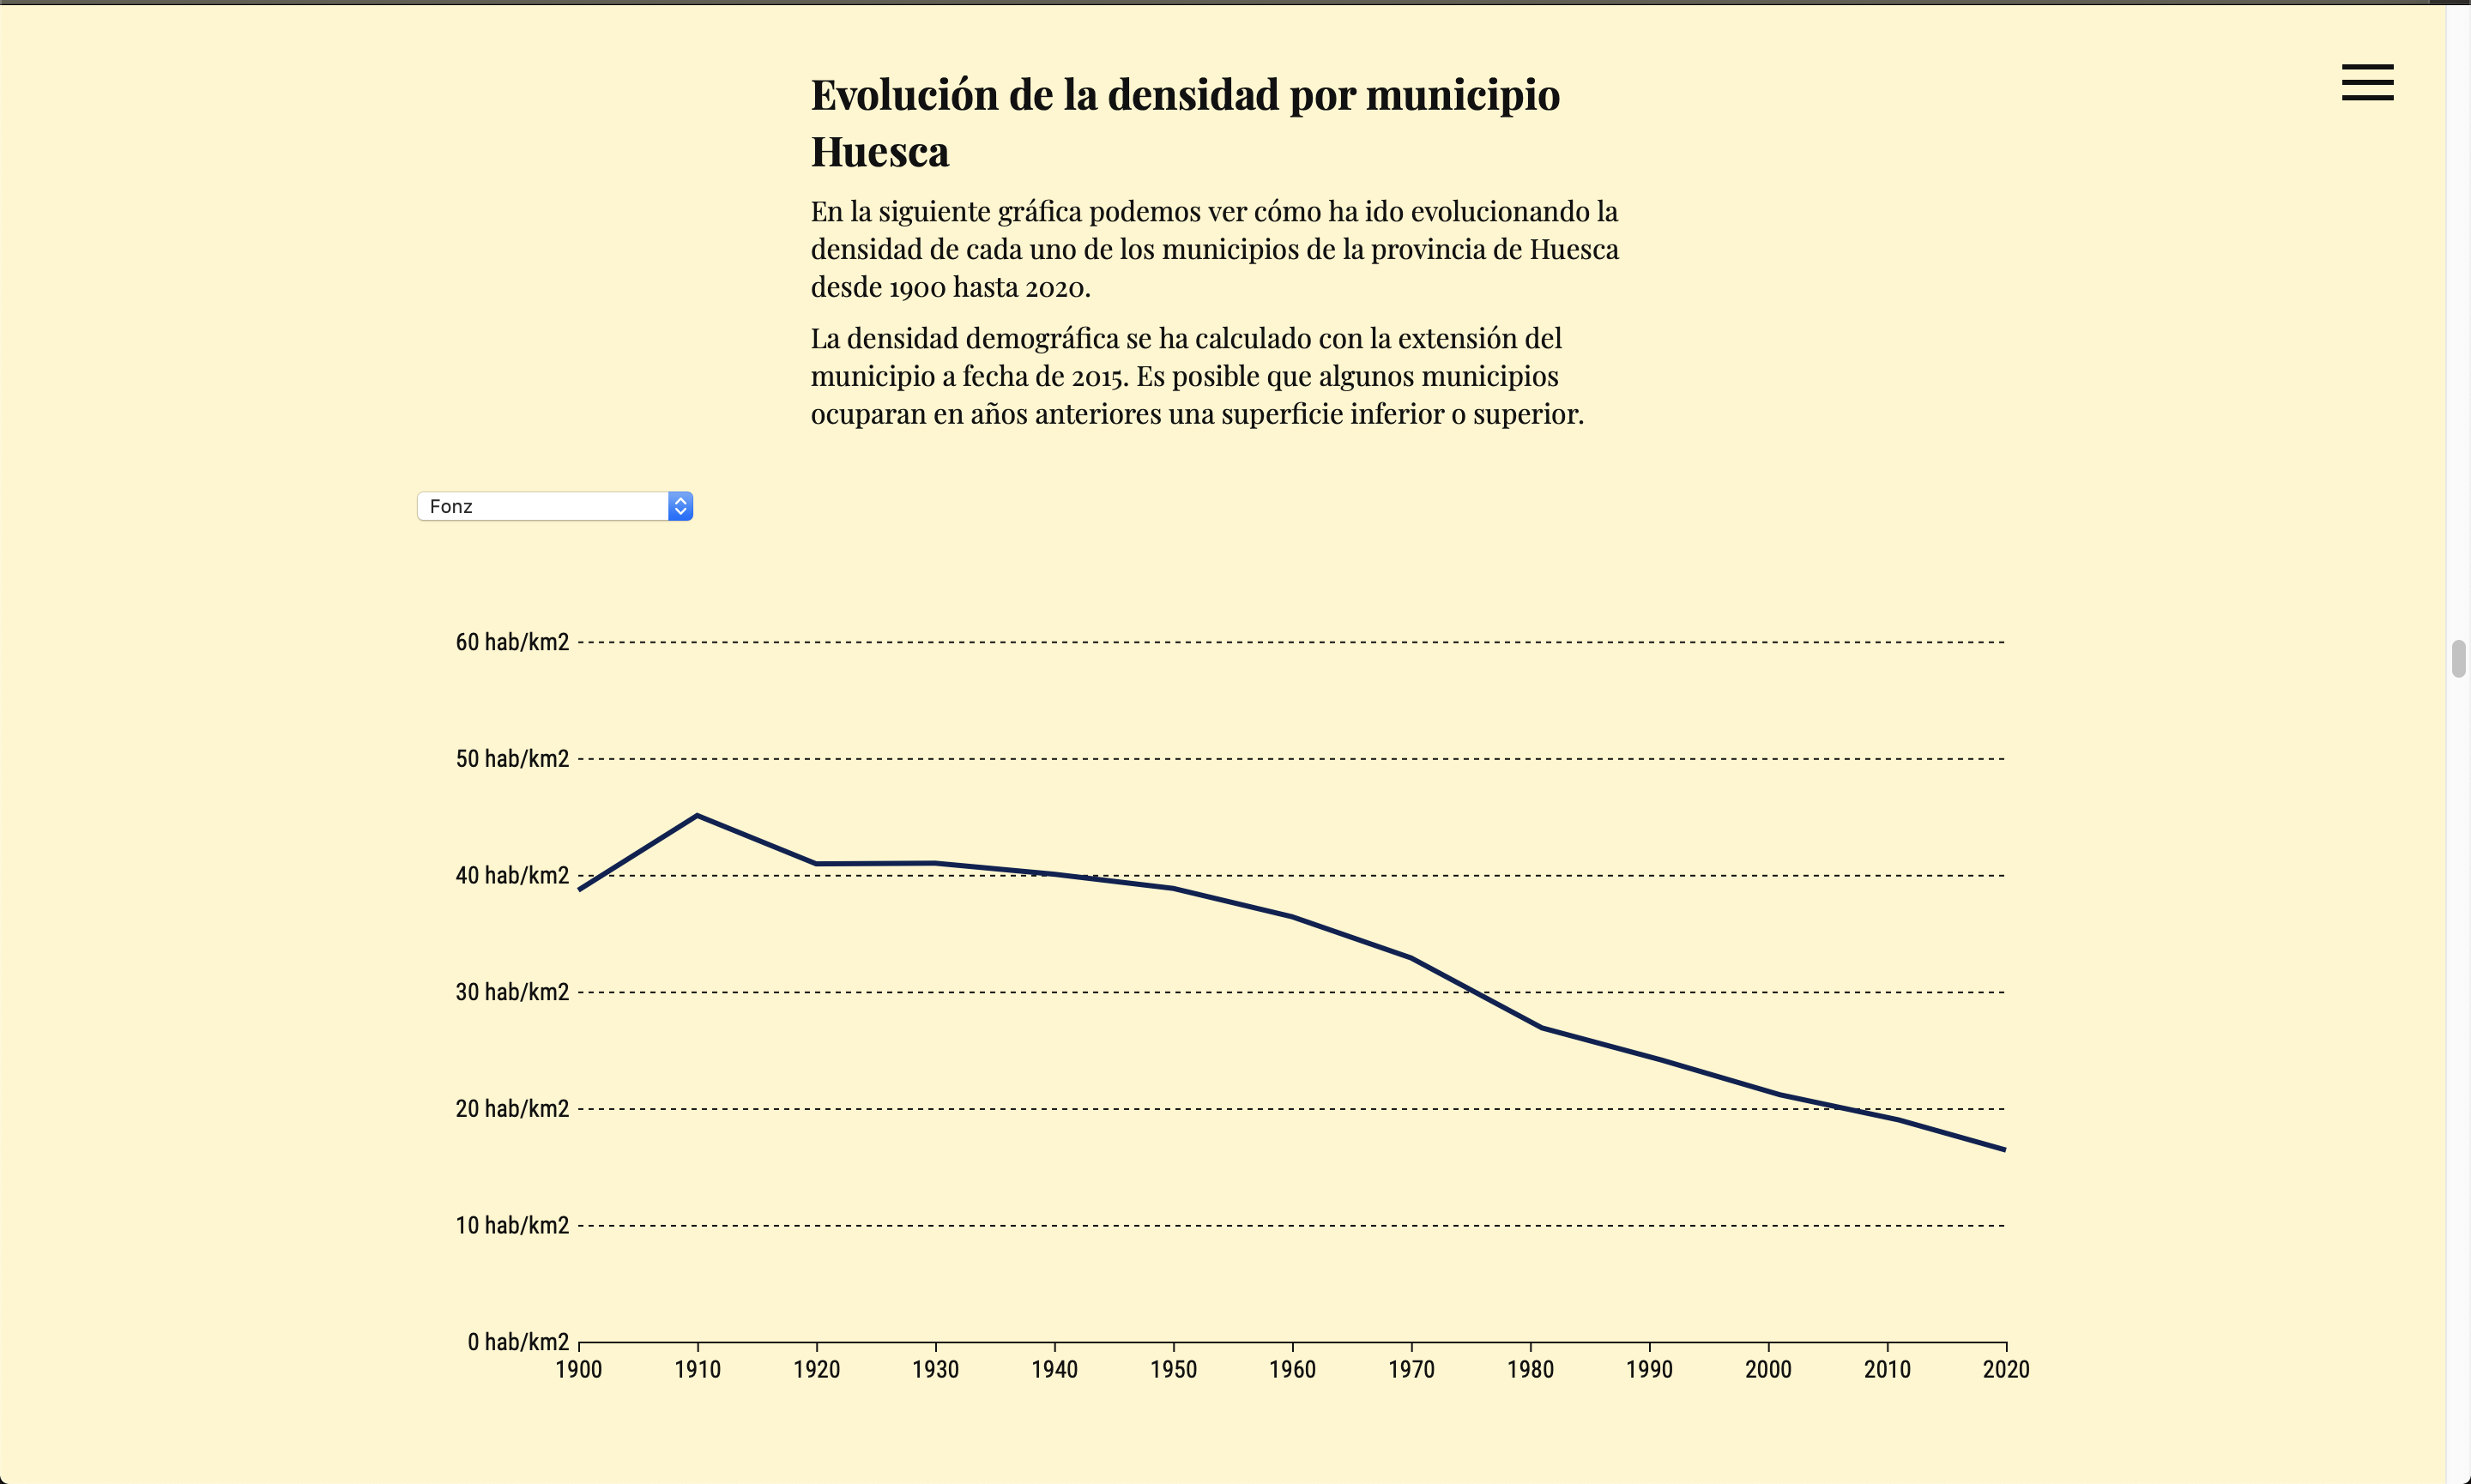 Evolución de la densidad por municipio
Huesca
En la siguiente gráfica podemos ver cómo ha ido evolucionando la
densidad de cada uno de los municipios de la provincia de Huesca
desde 1900 hasta 2020.
La densidad demográfica se ha calculado con la extensión del
municipio a fecha de 2015. Es posible que algunos municipios
ocuparan en años anteriores una superficie inferior o superior.
Fonz
60 hab/km2
50 hab/km2
40 hab/km2
30 hab/km2
20 hab/km2
10 hab/km2
0 hab/km2
1900 1910 1920 1930 1940 1950 1960 1970 1980 1990 2000 2010 2020